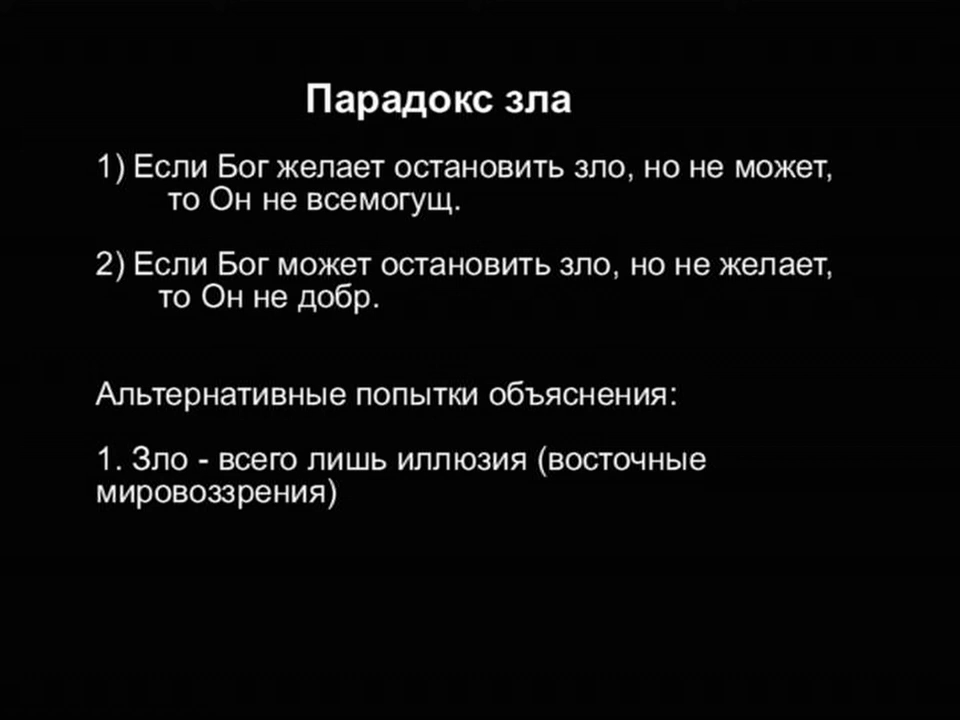 Парадокс зла
1) Если Бог желает остановить зло, но не может,
то Он не всемогущ.
2) Если Бог может остановить зло, но не желает,
то Он не добр.
Альтернативные попытки объяснения:
1. Зло - всего лишь иллюзия (восточные
мировоззрения)